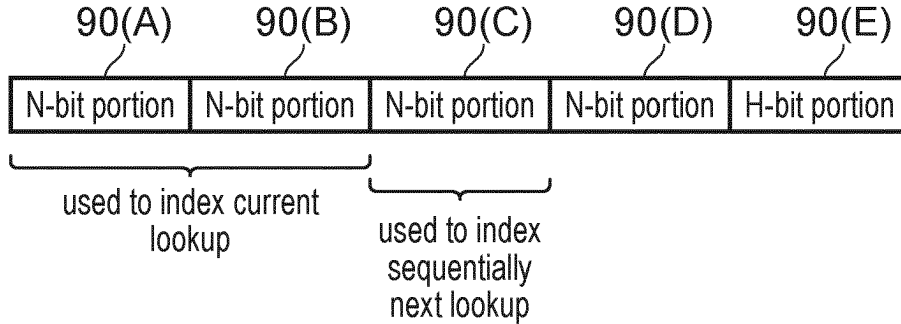 90(A) 90(B) 90(C) 90(D) 90(E)
N-bit portion N-bit portion N-bit portion N-bit portion H-bit portion
used to index current
lookup
used to index
sequentially
next lookup